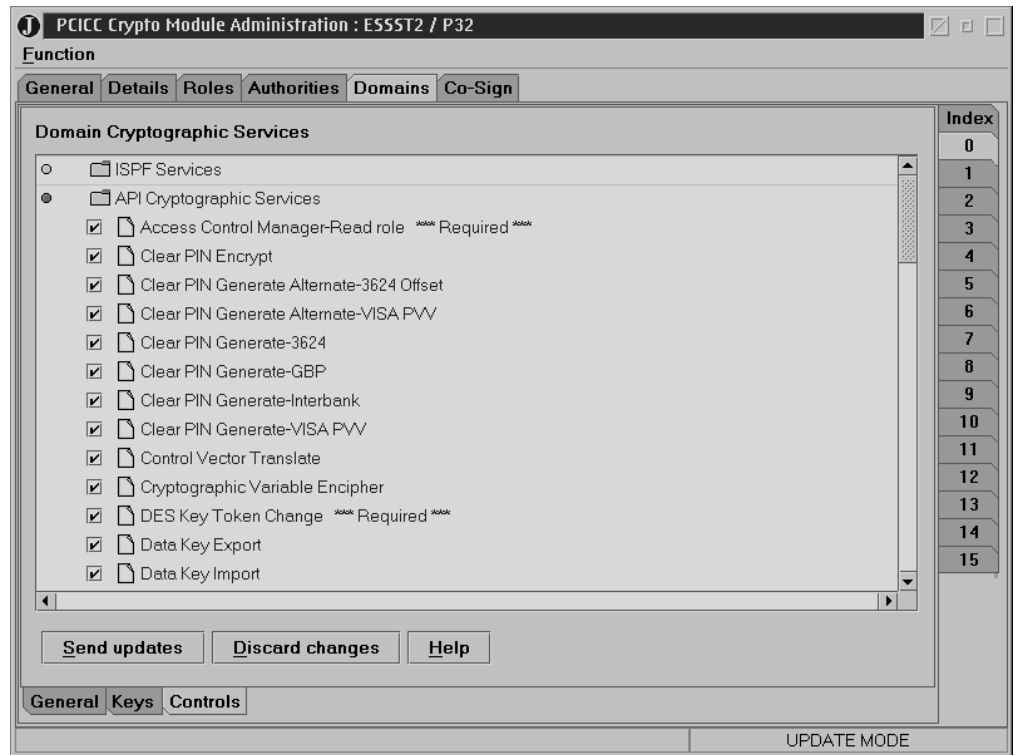 J PCICC Crypto Module Administration : ESSST2 / P32
Function
General Details Roles Authorities Domains Co-Sign
Index
Domain Cryptographic Services
0
ISPF Services
1
API Cryptographic Services
2
Access Control Manager-Read role *** Required ***
3
Clear PIN Encrypt
4
Clear PIN Generate Alternate-3624 Offset
5
Clear PIN Generate Alternate-VISA PVV
6
Clear PIN Generate-3624
7
Clear PIN Generate-GBP
8
Clear PIN Generate-Interbank
9
Clear PIN Generate-VISA PVV
10
Control Vector Translate
11
Cryptographic Variable Encipher
12
DES Key Token Change *** Required ***
13
Data Key Export
14
Data Key Import
15
Send updates Discard changes Help
General Keys Controls
UPDATE MODE